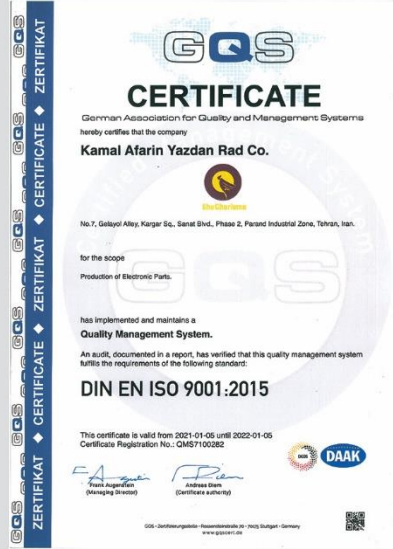 GQS
CERTIFICATE
German Association for Quality and Management Systems
hereby certifies that the company
Kamal Afarin Yazdan Rad Co.
No.7, Golayol Alley, Kargar Sq., Sanat Blvd., Phase 2, Parand Industrial Zone, Tehran, Iran.
for the scope
Production of Electronic Parts.
has implemented and maintains a
Quality Management System.
An audit, documented in a report, has verified that this quality management system
fulfills the requirements of the following standard:
DIN EN ISO 9001:2015
This certificate is valid from 2021-01-05 until 2022-01-05
Certificate Registration No.: QMS7100282
DAAK
Frank Augenstein
(Managing Director)
Andreas Diem
(Certificate authority)
www.gqscert.de
GQS ZERTIFIKAT ◆ CERTIFICATE ◆ ZERTIFIKAT ◆ CERTIFICATE ◆ ZERTIFIKAT